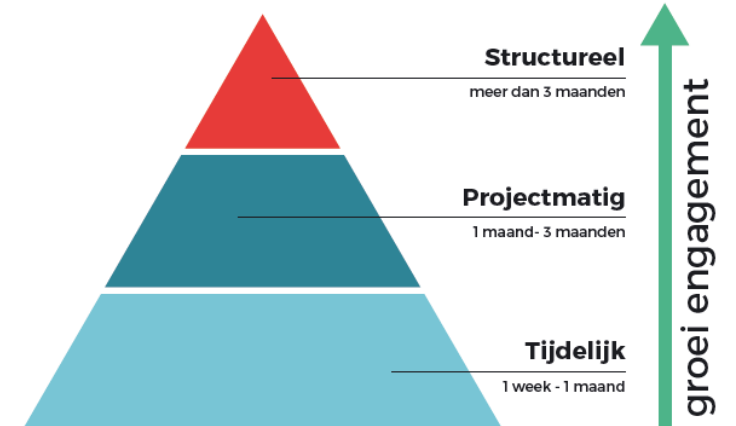 Structureel
meer dan 3 maanden
Projectmatig
1 maand- 3 maanden
Tijdelijk
1 week - 1 maand
groei engagement